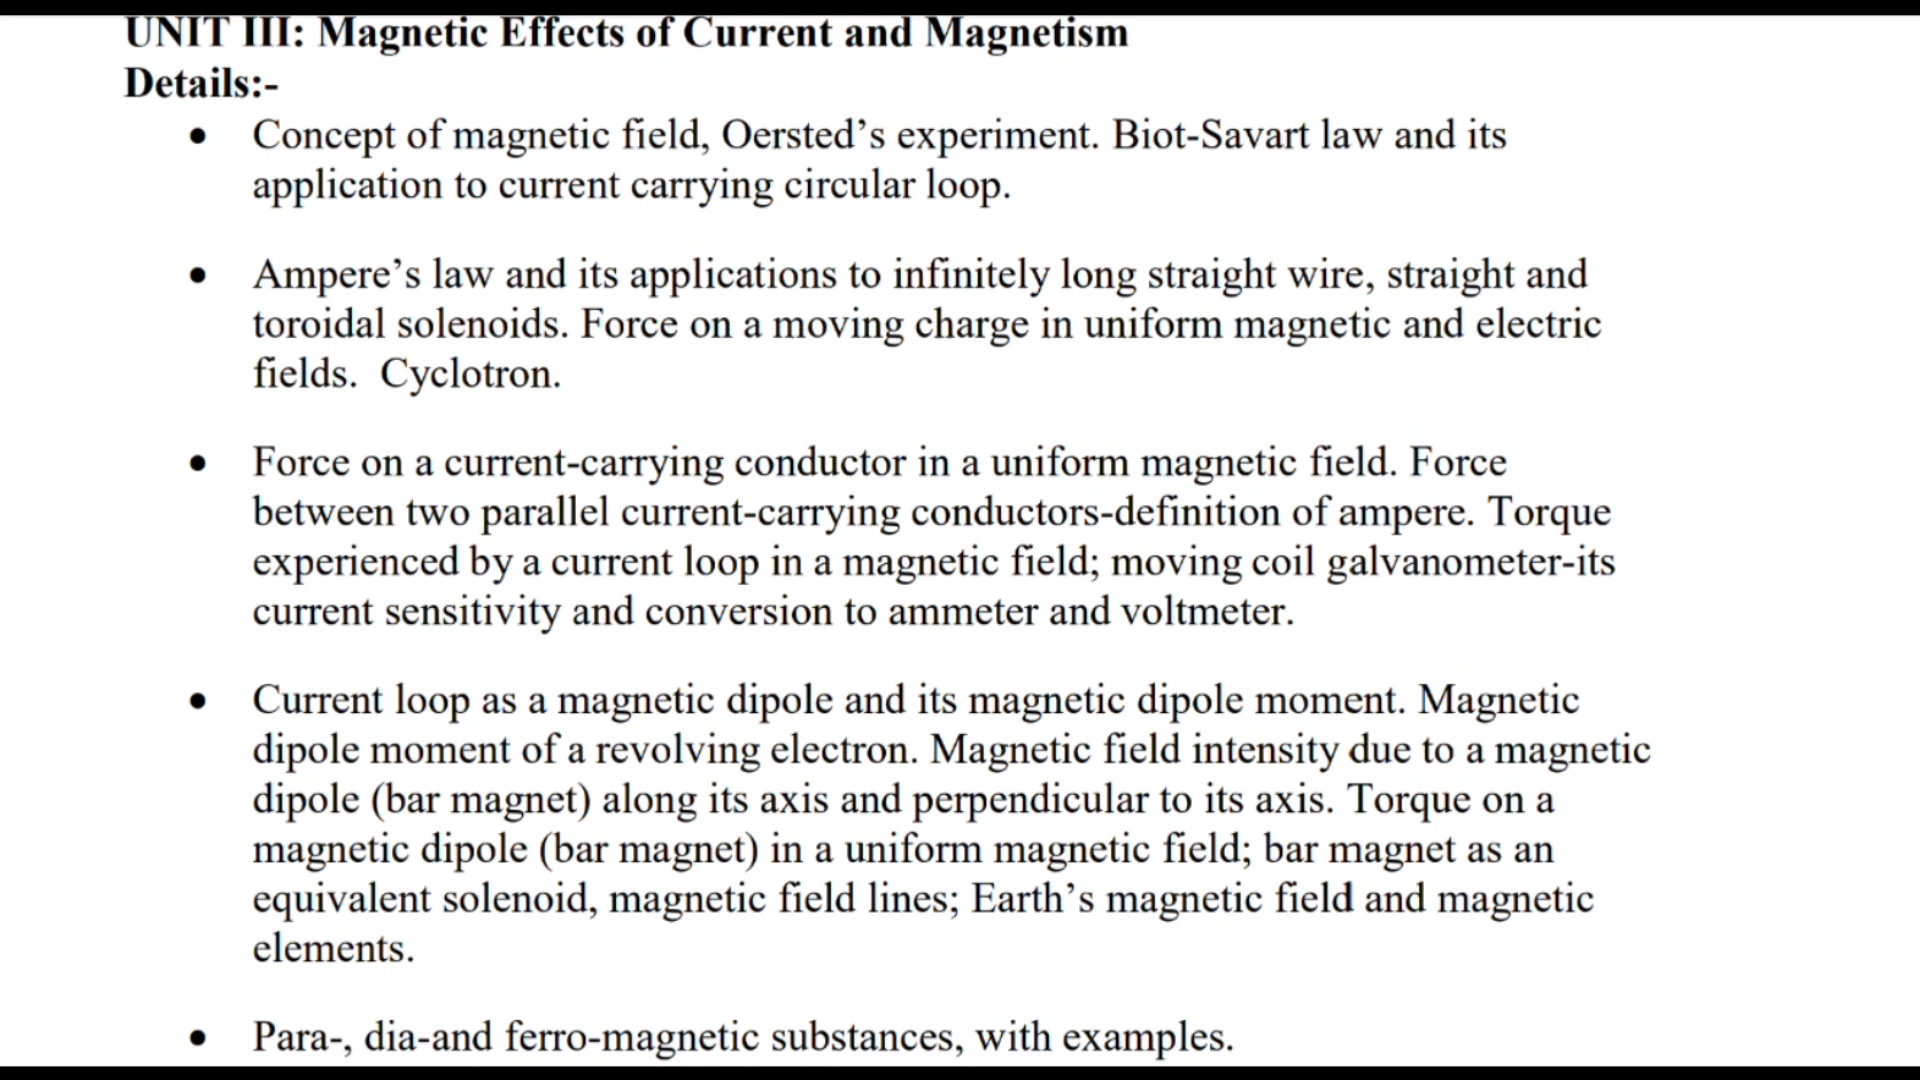 UNIT III: Magnetic Effects of Current and Magnetism
Details:-
• Concept of magnetic field, Oersted’s experiment. Biot-Savart law and its
application to current carrying circular loop.
• Ampere’s law and its applications to infinitely long straight wire, straight and
toroidal solenoids. Force on a moving charge in uniform magnetic and electric
fields.  Cyclotron.
• Force on a current-carrying conductor in a uniform magnetic field. Force
between two parallel current-carrying conductors-definition of ampere. Torque
experienced by a current loop in a magnetic field; moving coil galvanometer-its
current sensitivity and conversion to ammeter and voltmeter.
• Current loop as a magnetic dipole and its magnetic dipole moment. Magnetic
dipole moment of a revolving electron. Magnetic field intensity due to a magnetic
dipole (bar magnet) along its axis and perpendicular to its axis. Torque on a
magnetic dipole (bar magnet) in a uniform magnetic field; bar magnet as an
equivalent solenoid, magnetic field lines; Earth’s magnetic field and magnetic
elements.
• Para-, dia-and ferro-magnetic substances, with examples.